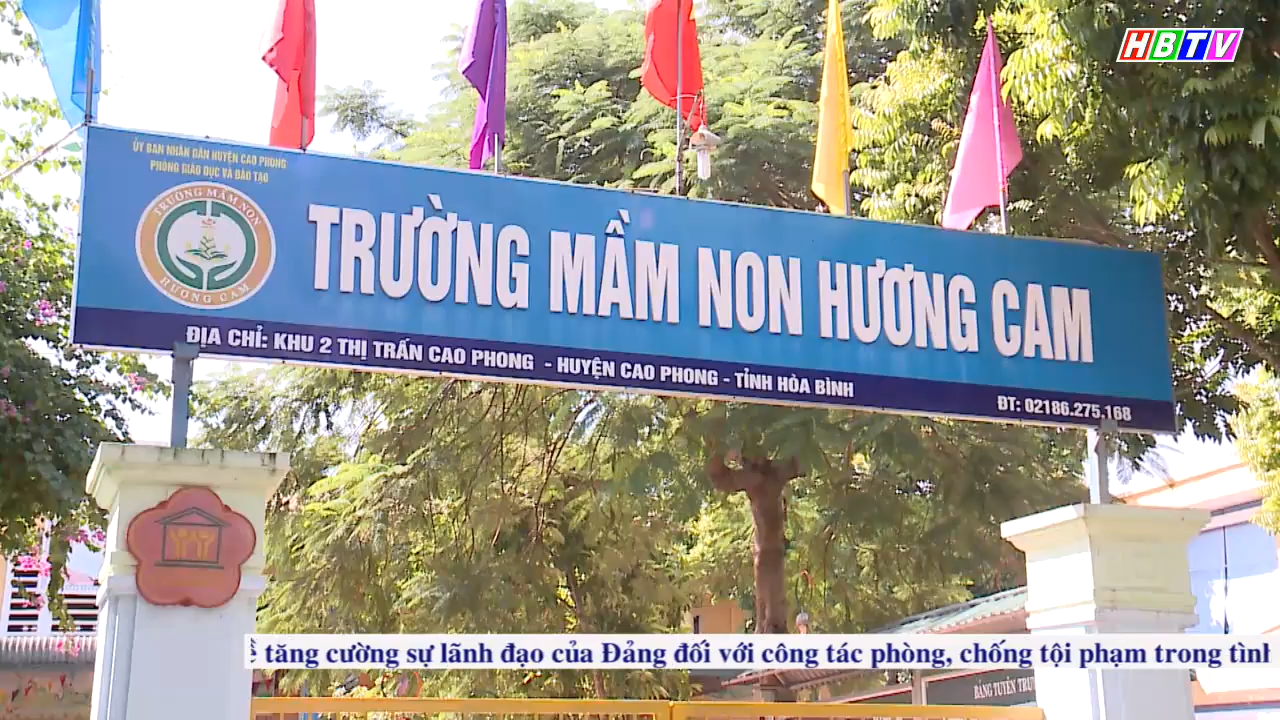 HBTV
ỦY BAN NHÂN DÂN HUYỆN CAO PHONG
PHÒNG GIÁO DỤC VÀ ĐÀO TẠO
TRƯỜNG MẦM NON
HƯƠNG CAM
TRƯỜNG MẦM NON HƯƠNG CAM
ĐỊA CHỈ: KHU 2 THỊ TRẤN CAO PHONG - HUYỆN CAO PHONG - TỈNH HÒA BÌNH
ĐT: 02186.275.168
tăng cường sự lãnh đạo của Đảng đối với công tác phòng, chống tội phạm trong
BẢNG TUYÊN